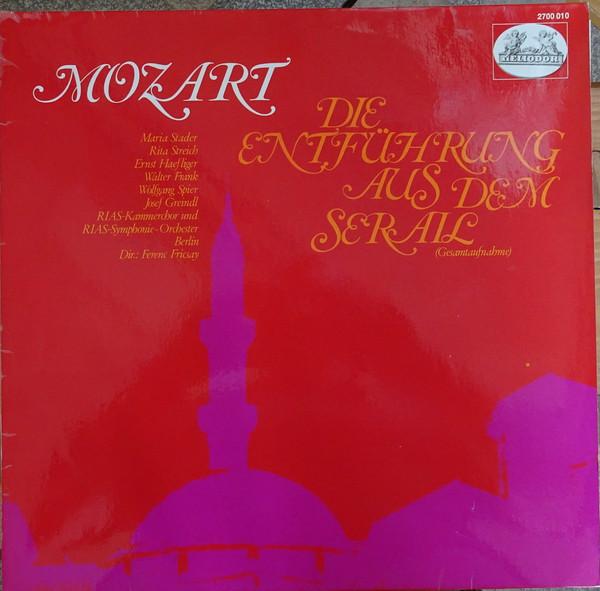 2700 010
HELIODOR
MOZART
DIE
ENTFÜHRUNG
AUS DEM
SERAIL
(Gesamtaufnahme)
Maria Stader
Rita Streich
Ernst Haefliger
Walter Frank
Wolfgang Spier
Josef Greindl
RIAS-Kammerchor und
RIAS-Symphonie-Orchester
Berlin
Dir.: Ferenc Fricsay